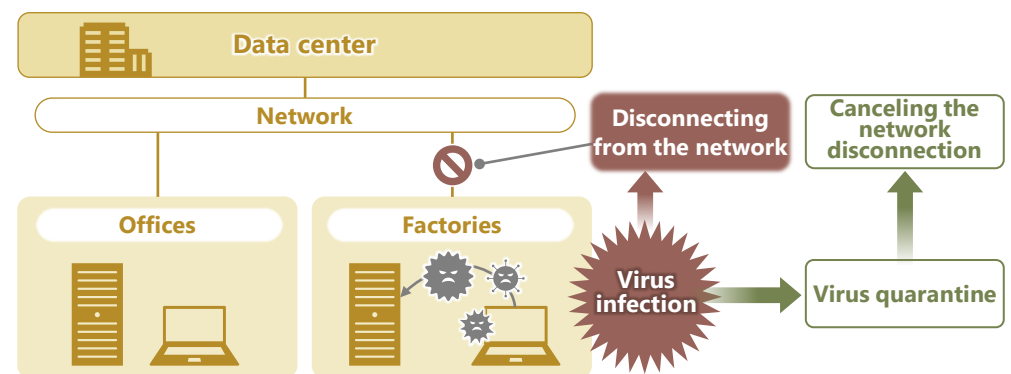 Data center
Network
Disconnecting
from the network
Canceling the
network
disconnection
Offices
Factories
Virus
infection
Virus quarantine